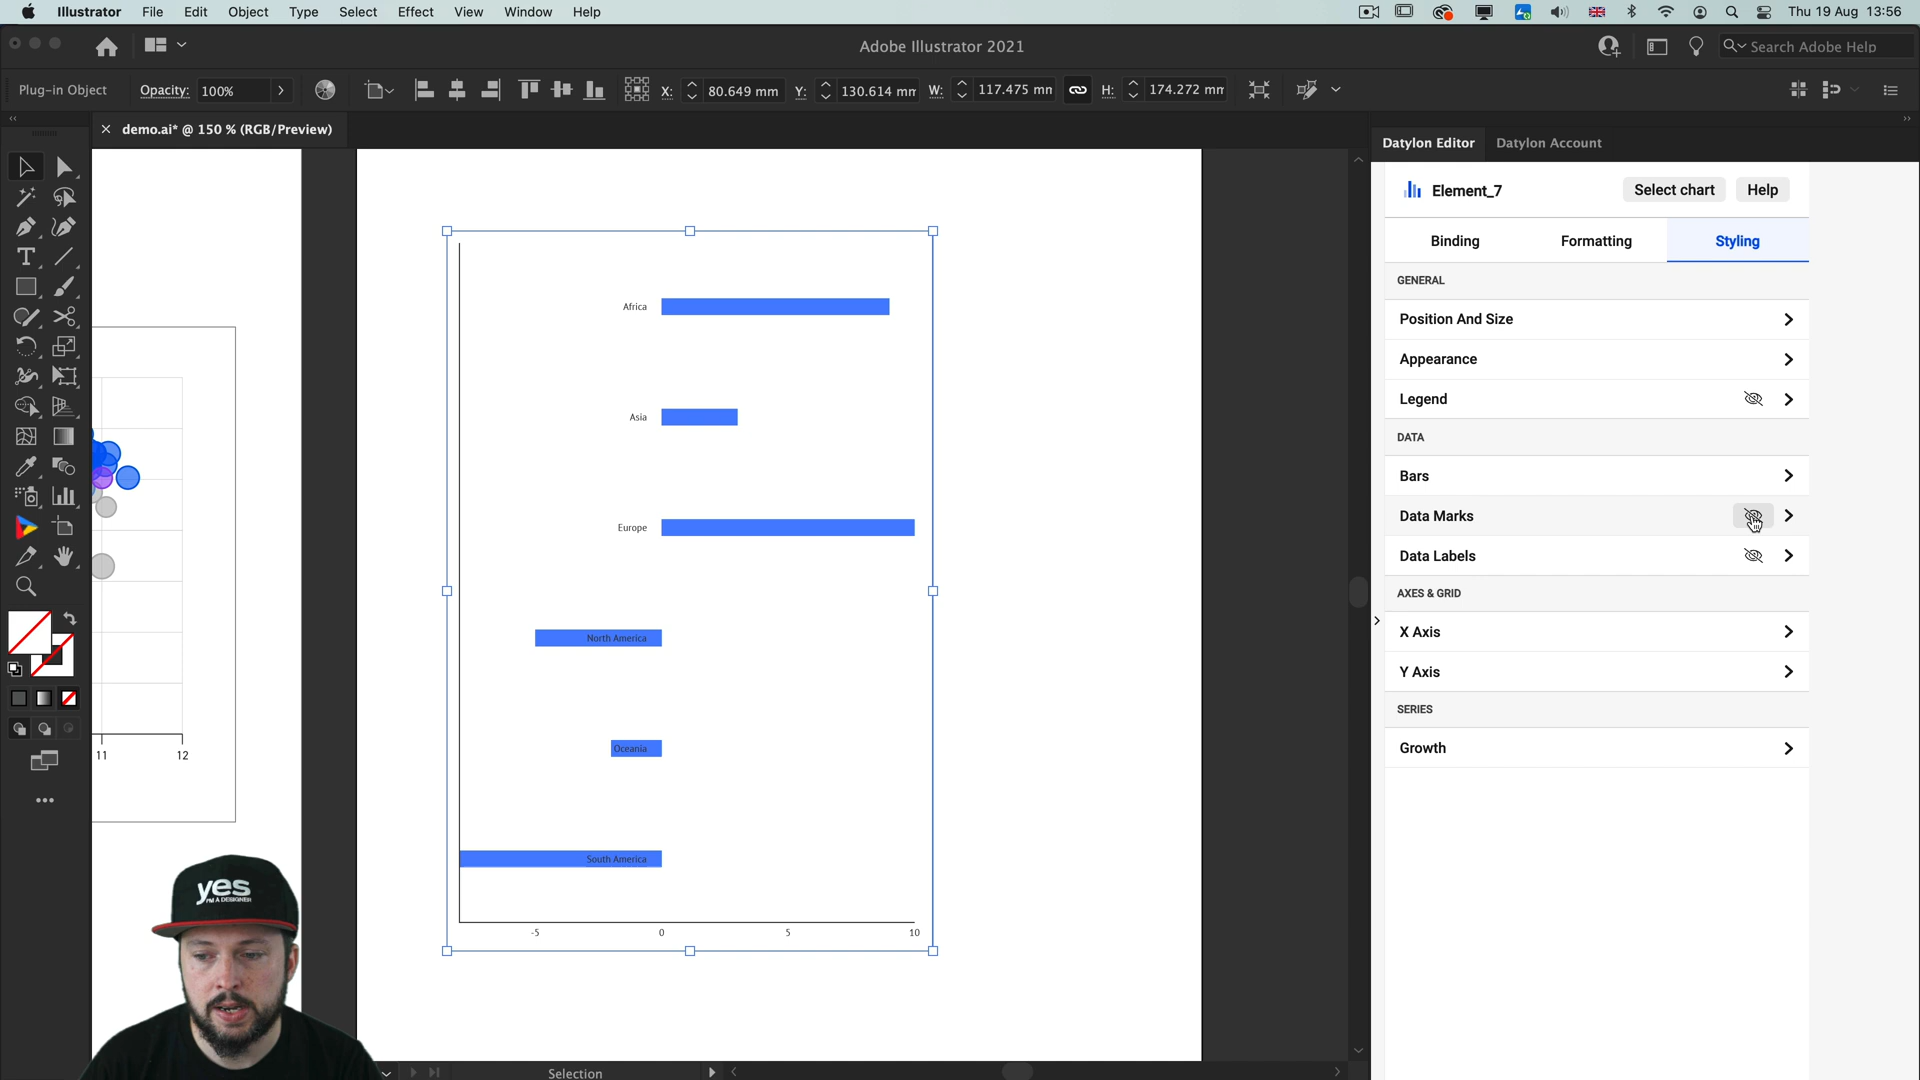 Illustrator File Edit Object Type Select Effect View Window Help
Thu 19 Aug 13:56
Adobe Illustrator 2021
Search Adobe Help
Plug-in Object
Opacity: 100%
X: 80.649 mm
Y: 130.614 mm
W: 117.475 mm
H: 174.272 mm
demo.ai* @ 150 % (RGB/Preview)
Datylon Editor Datylon Account
Element_7
Select chart
Help
Binding Formatting Styling
GENERAL
Position And Size
Appearance
Legend
DATA
Bars
Data Marks
Data Labels
AXES & GRID
X Axis
Y Axis
SERIES
Growth
Africa
Asia
Europe
North America
Oceania
South America
-5 0 5 10
11 12
yes
I'M A DESIGNER
Selection